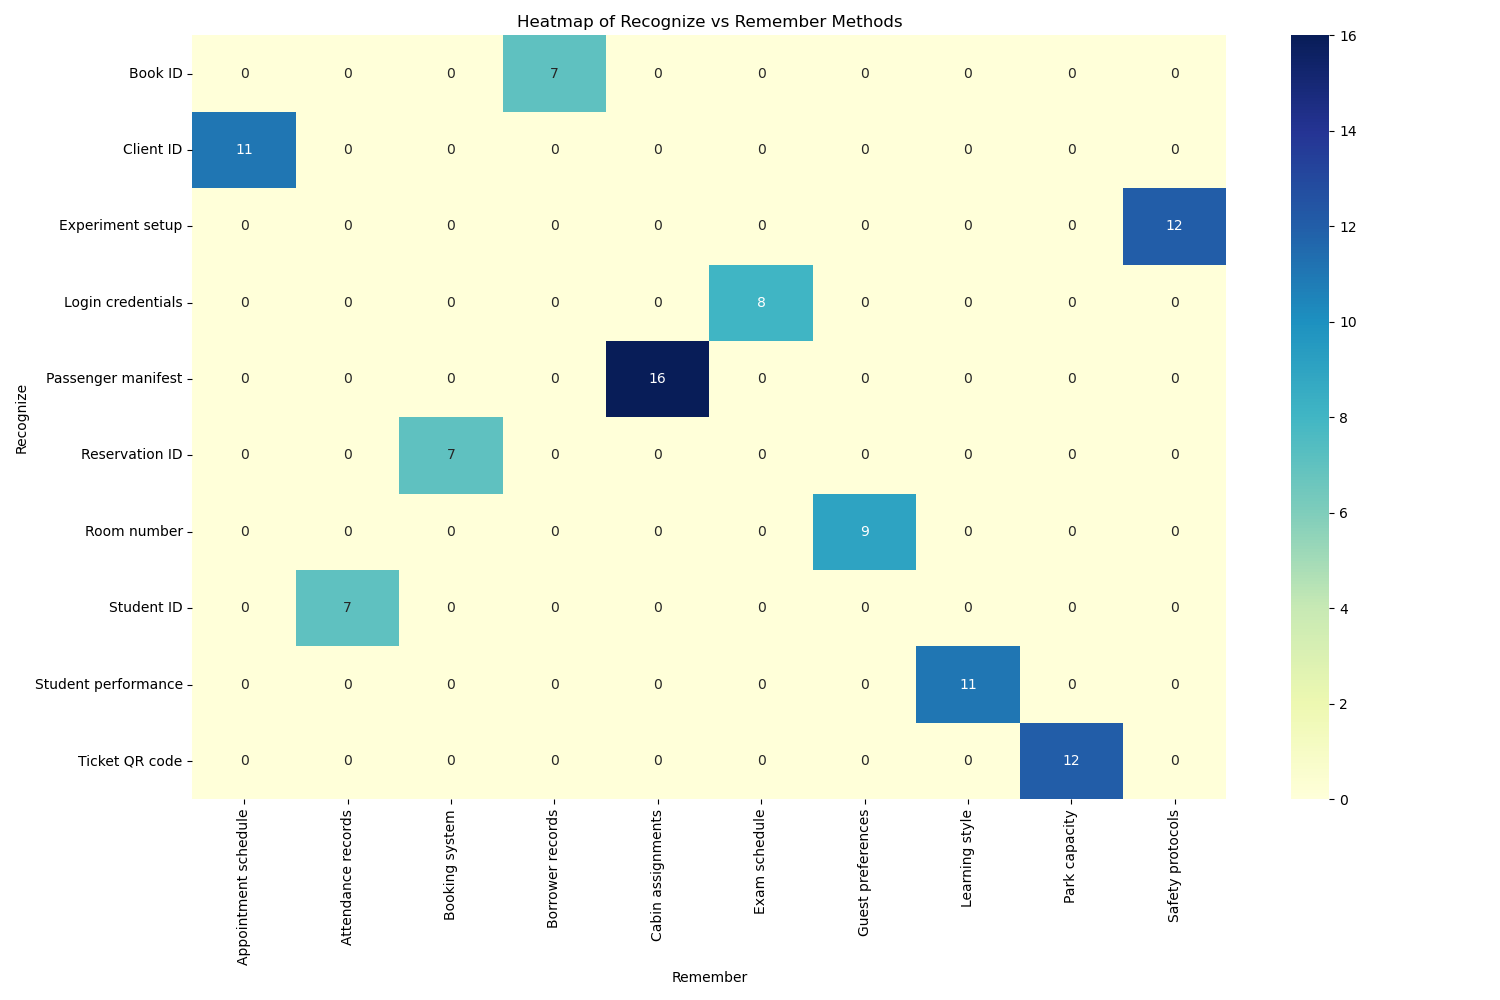 Heatmap of Recognize vs Remember Methods
Recognize
Book ID 0 0 0 7 0 0 0 0 0 0
Client ID 11 0 0 0 0 0 0 0 0 0
Experiment setup 0 0 0 0 0 0 0 0 0 12
Login credentials 0 0 0 0 0 8 0 0 0 0
Passenger manifest 0 0 0 0 16 0 0 0 0 0
Reservation ID 0 0 7 0 0 0 0 0 0 0
Room number 0 0 0 0 0 0 9 0 0 0
Student ID 0 7 0 0 0 0 0 0 0 0
Student performance 0 0 0 0 0 0 0 11 0 0
Ticket QR code 0 0 0 0 0 0 0 0 12 0
Appointment schedule
Attendance records
Booking system
Borrower records
Cabin assignments
Exam schedule
Guest preferences
Learning style
Park capacity
Safety protocols
Remember
16
14
12
10
8
6
4
2
0